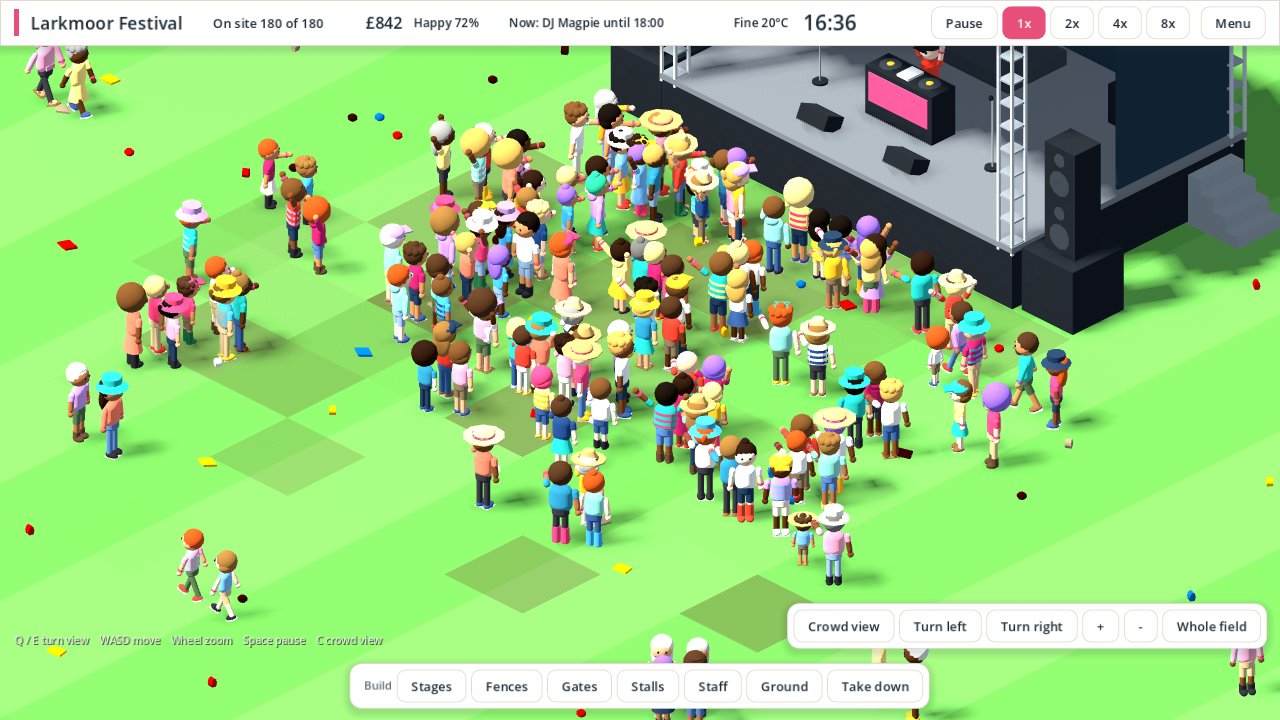 Larkmoor Festival On site 180 of 180 £842 Happy 72% Now: DJ Magpie until 18:00 Fine 20°C 16:36 Pause 1x 2x 4x 8x Menu
Crowd view Turn left Turn right + - Whole field
Q / E turn view WASD move Wheel zoom Space pause C crowd view
Build Stages Fences Gates Stalls Staff Ground Take down